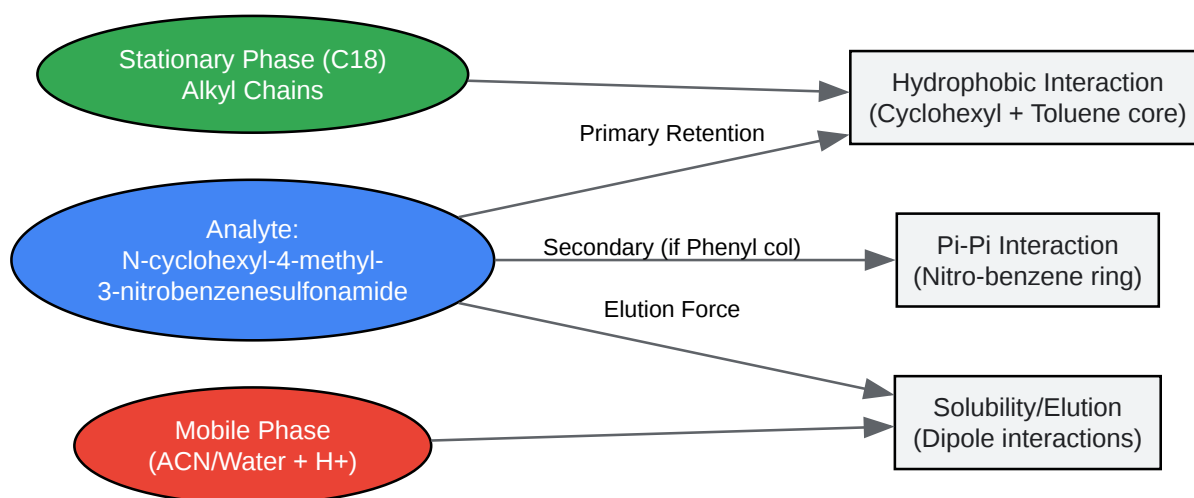 Stationary Phase (C18)
Alkyl Chains
Hydrophobic Interaction
(Cyclohexyl + Toluene core)
Primary Retention
Analyte:
N-cyclohexyl-4-methyl-
3-nitrobenzenesulfonamide
Secondary (if Phenyl col)
Pi-Pi Interaction
(Nitro-benzene ring)
Elution Force
Mobile Phase
(ACN/Water + H+)
Solubility/Elution
(Dipole interactions)